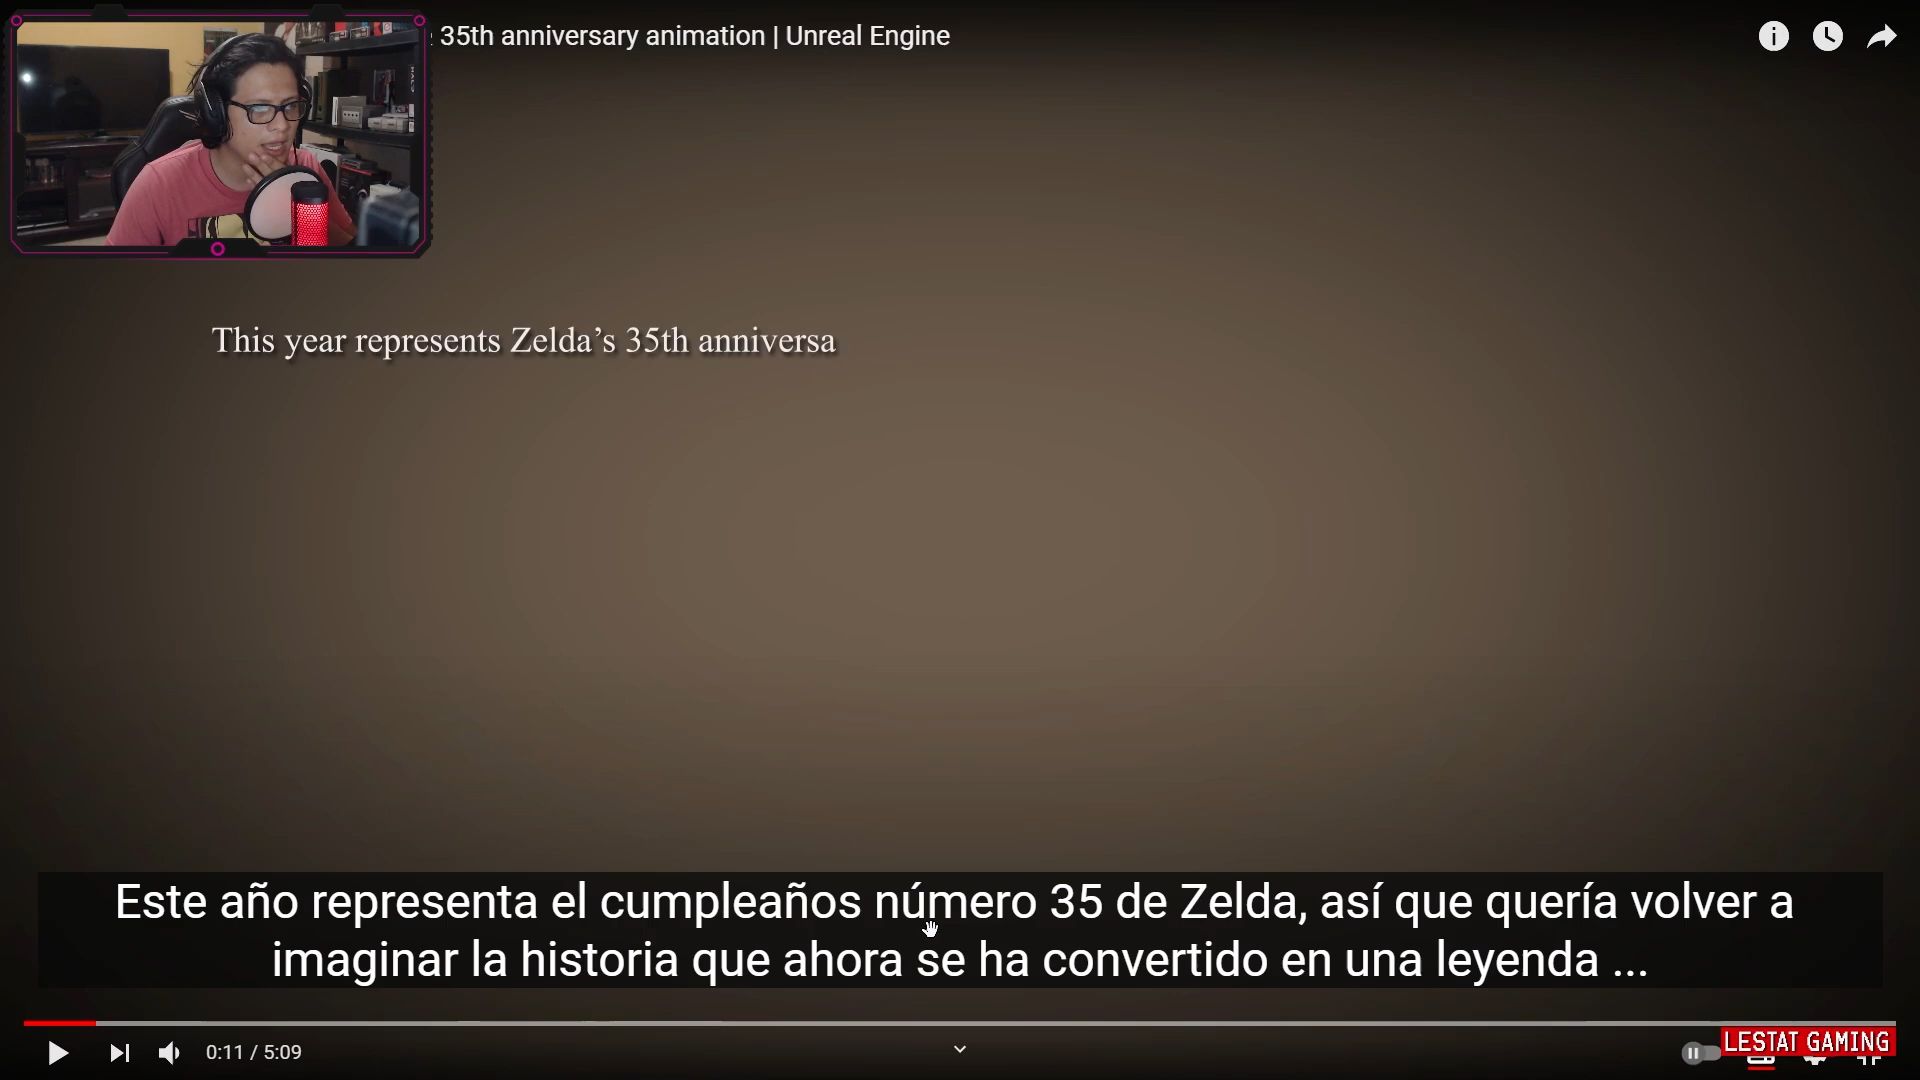 35th anniversary animation | Unreal Engine
This year represents Zelda’s 35th anniversa
Este año representa el cumpleaños número 35 de Zelda, así que quería volver a
imaginar la historia que ahora se ha convertido en una leyenda ...
0:11 / 5:09
LESTAT GAMING